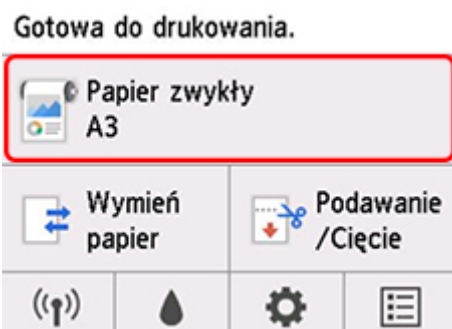 Gotowa do drukowania.
Papier zwykły
A3
Wymień
papier
Podawanie
/Cięcie